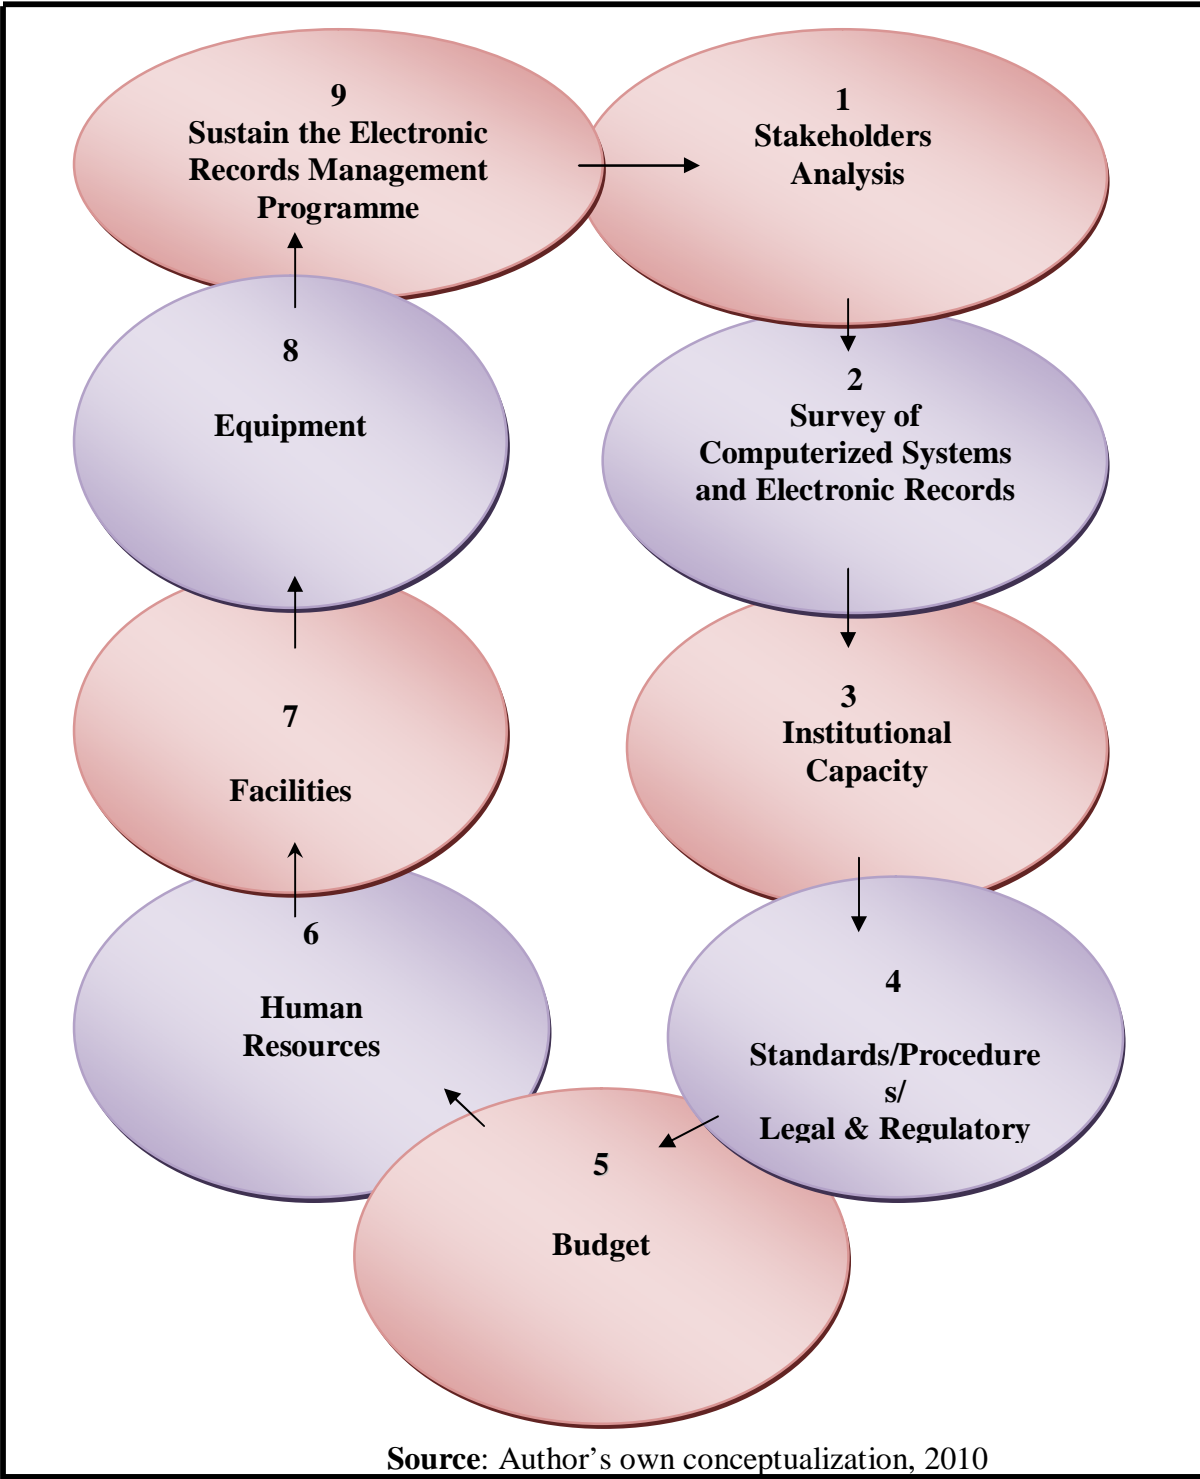 9
Sustain the Electronic
Records Management
Programme
1
Stakeholders
Analysis
2
Survey of
Computerized Systems
and Electronic Records
3
Institutional
Capacity
4
Standards/Procedure
s/
Legal & Regulatory
5
Budget
6
Human
Resources
7
Facilities
8
Equipment
Source: Author's own conceptualization, 2010